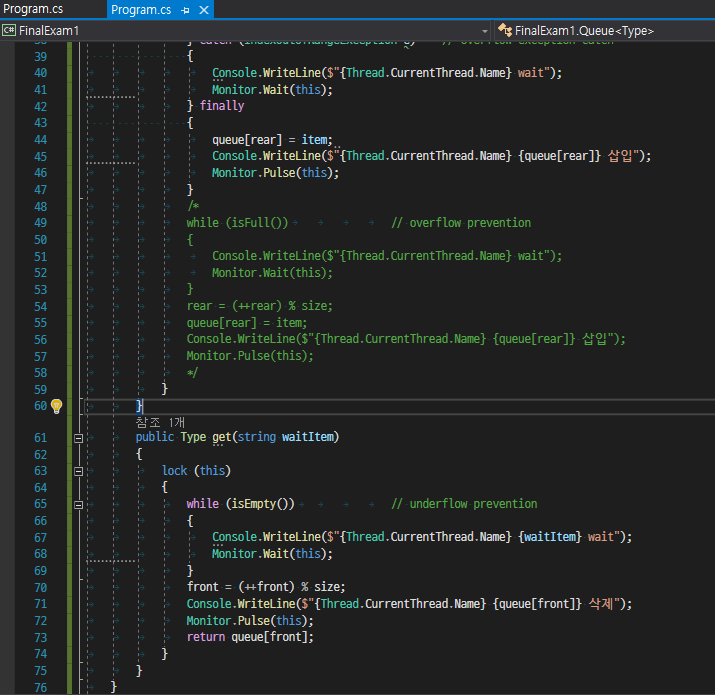 Program.cs Program.cs
C# FinalExam1 FinalExam1.Queue<Type>
39 {
40 Console.WriteLine($"{Thread.CurrentThread.Name} wait");
41 Monitor.Wait(this);
42 } finally
43 {
44 queue[rear] = item;
45 Console.WriteLine($"{Thread.CurrentThread.Name} {queue[rear]} 삽입");
46 Monitor.Pulse(this);
47 }
48 /*
49 while (isFull()) // overflow prevention
50 {
51 Console.WriteLine($"{Thread.CurrentThread.Name} wait");
52 Monitor.Wait(this);
53 }
54 rear = (++rear) % size;
55 queue[rear] = item;
56 Console.WriteLine($"{Thread.CurrentThread.Name} {queue[rear]} 삽입");
57 Monitor.Pulse(this);
58 */
59 }
60 }
참조 1개
61 public Type get(string waitItem)
62 {
63 lock (this)
64 {
65 while (isEmpty()) // underflow prevention
66 {
67 Console.WriteLine($"{Thread.CurrentThread.Name} {waitItem} wait");
68 Monitor.Wait(this);
69 }
70 front = (++front) % size;
71 Console.WriteLine($"{Thread.CurrentThread.Name} {queue[front]} 삭제");
72 Monitor.Pulse(this);
73 return queue[front];
74 }
75 }
76 }